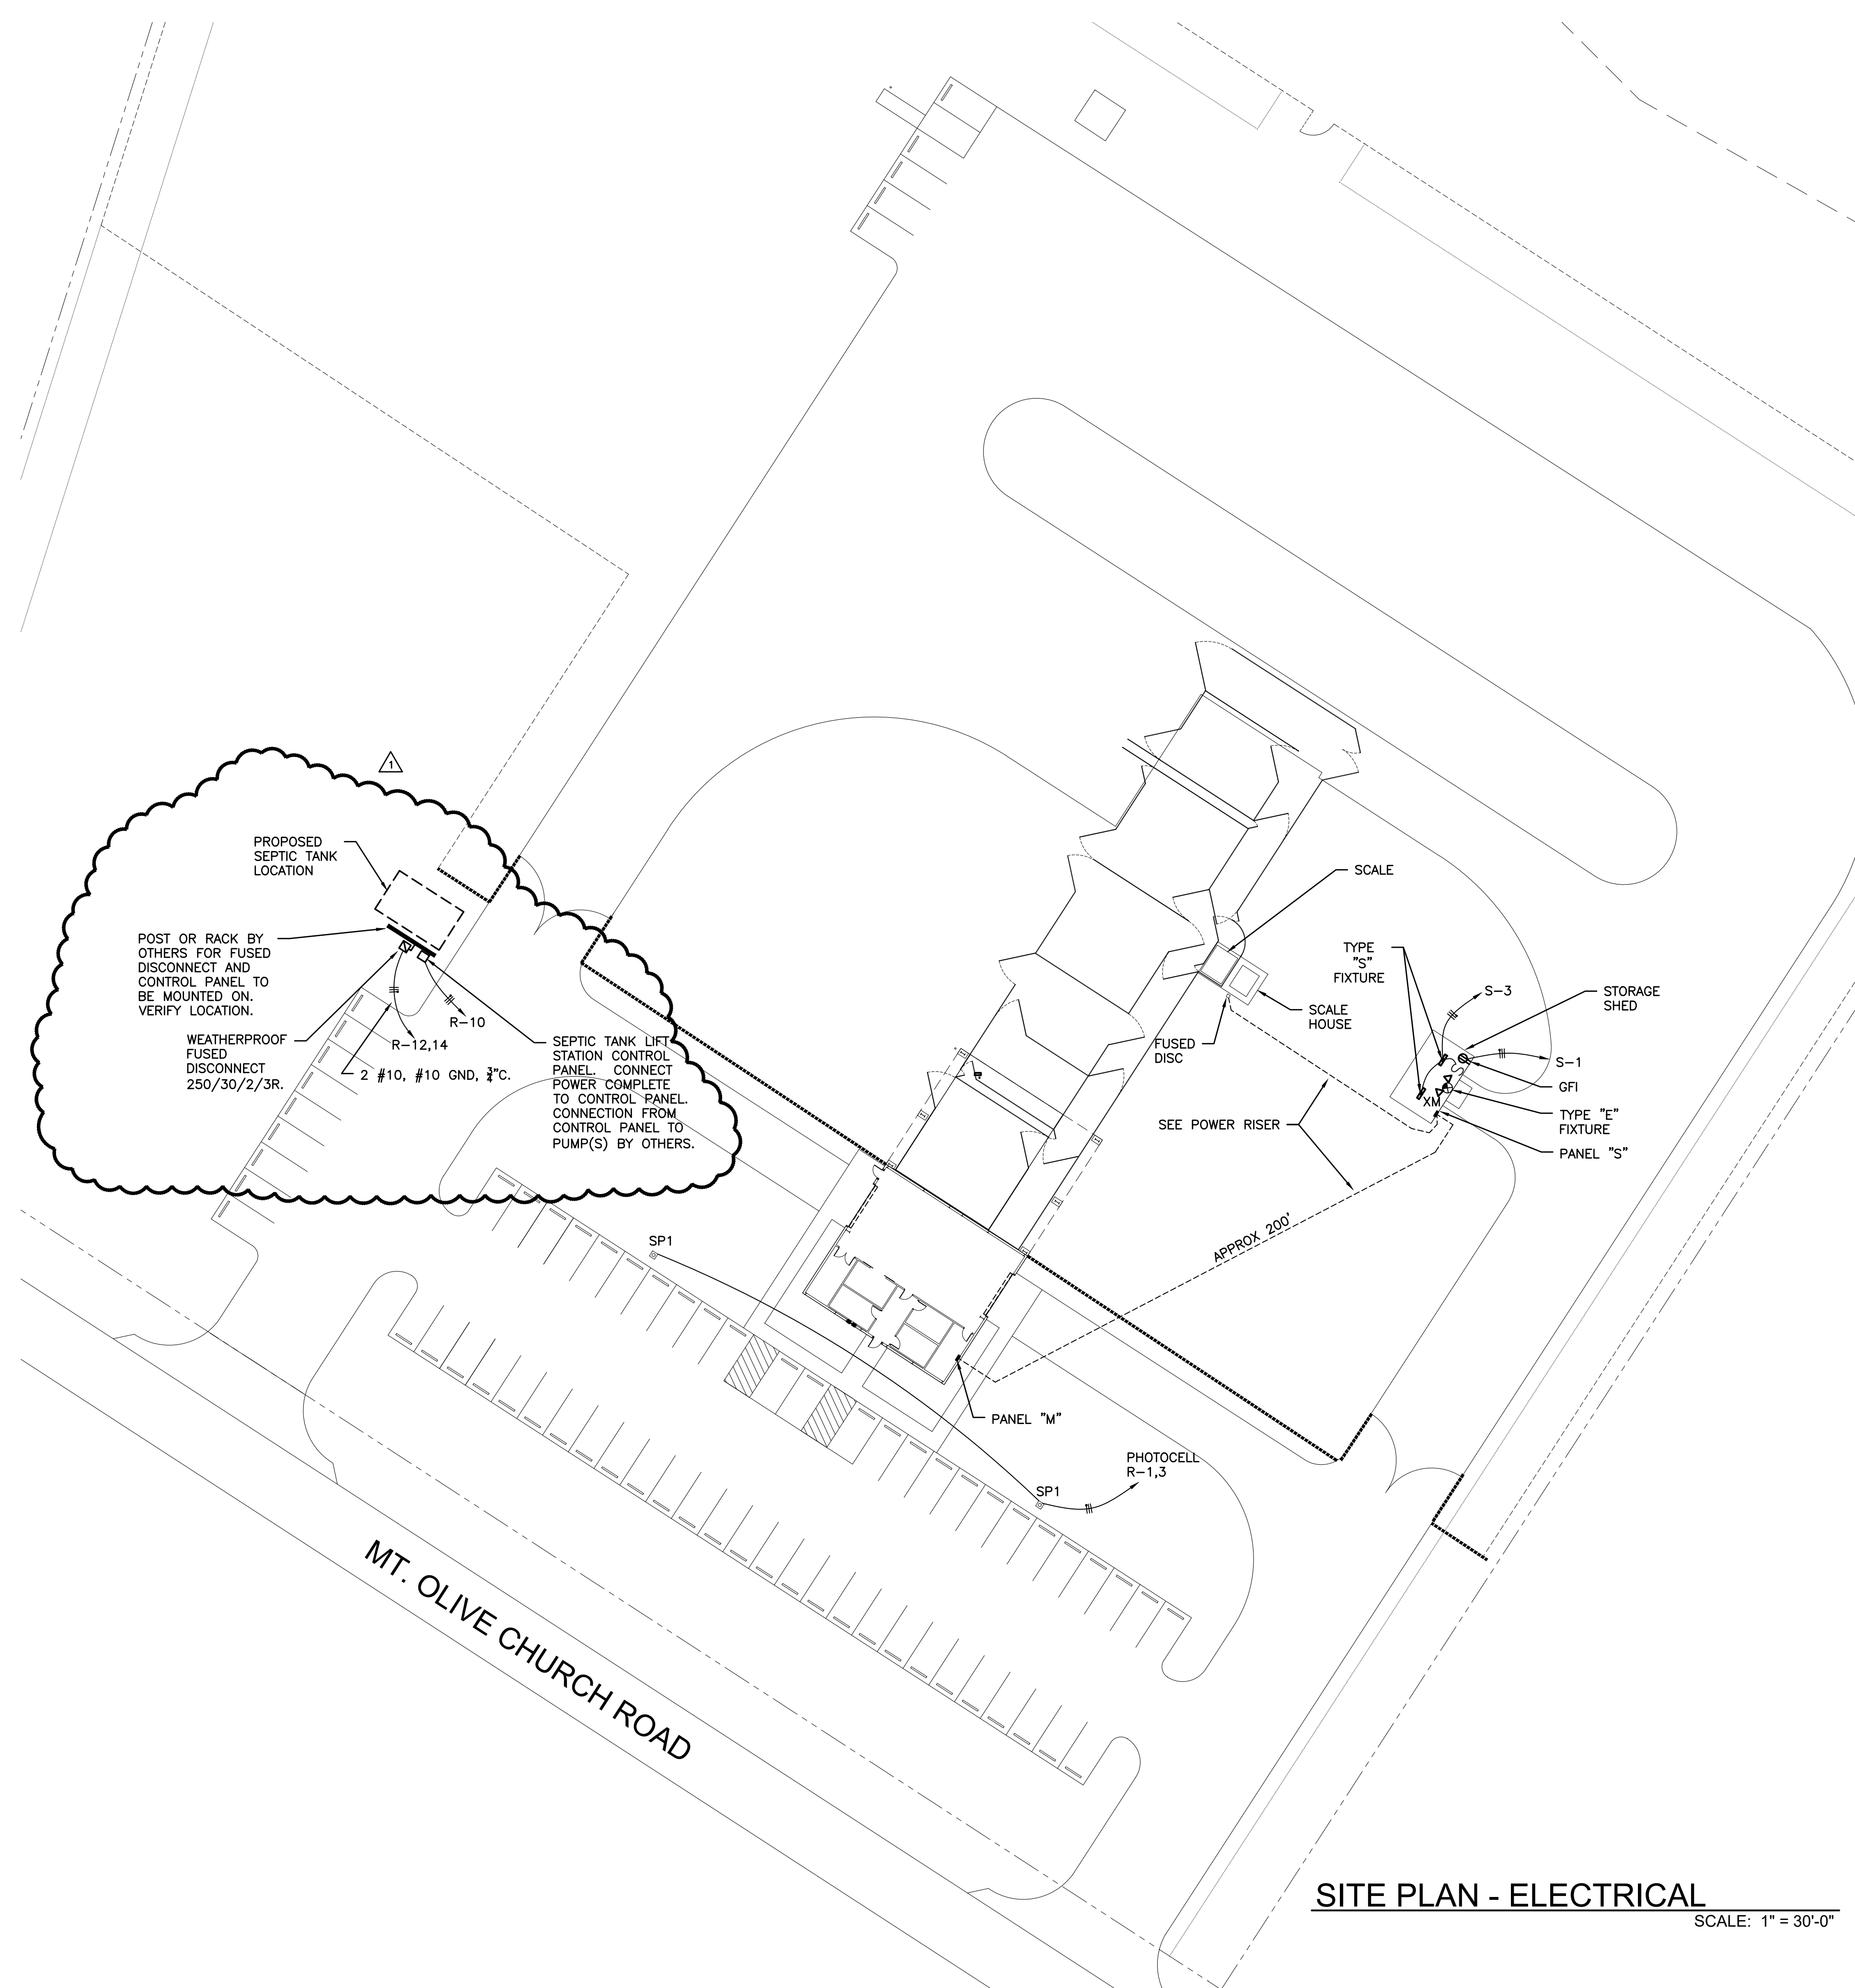 1
PROPOSED
SEPTIC TANK
LOCATION
POST OR RACK BY
OTHERS FOR FUSED
DISCONNECT AND
CONTROL PANEL TO
BE MOUNTED ON.
VERIFY LOCATION.
WEATHERPROOF
FUSED
DISCONNECT
250/30/2/3R.
R-10
R-12,14
2 #10, #10 GND, ¾"C.
SEPTIC TANK LIFT
STATION CONTROL
PANEL. CONNECT
POWER COMPLETE
TO CONTROL PANEL.
CONNECTION FROM
CONTROL PANEL TO
PUMP(S) BY OTHERS.
SCALE
SCALE
HOUSE
FUSED
DISC
TYPE
"S"
FIXTURE
S-3
STORAGE
SHED
S-1
GFI
XM
TYPE "E"
FIXTURE
PANEL "S"
SEE POWER RISER
APPROX 200'
SP1
PANEL "M"
PHOTOCELL
R-1,3
SP1
MT. OLIVE CHURCH ROAD
SITE PLAN - ELECTRICAL
SCALE: 1" = 30'-0"